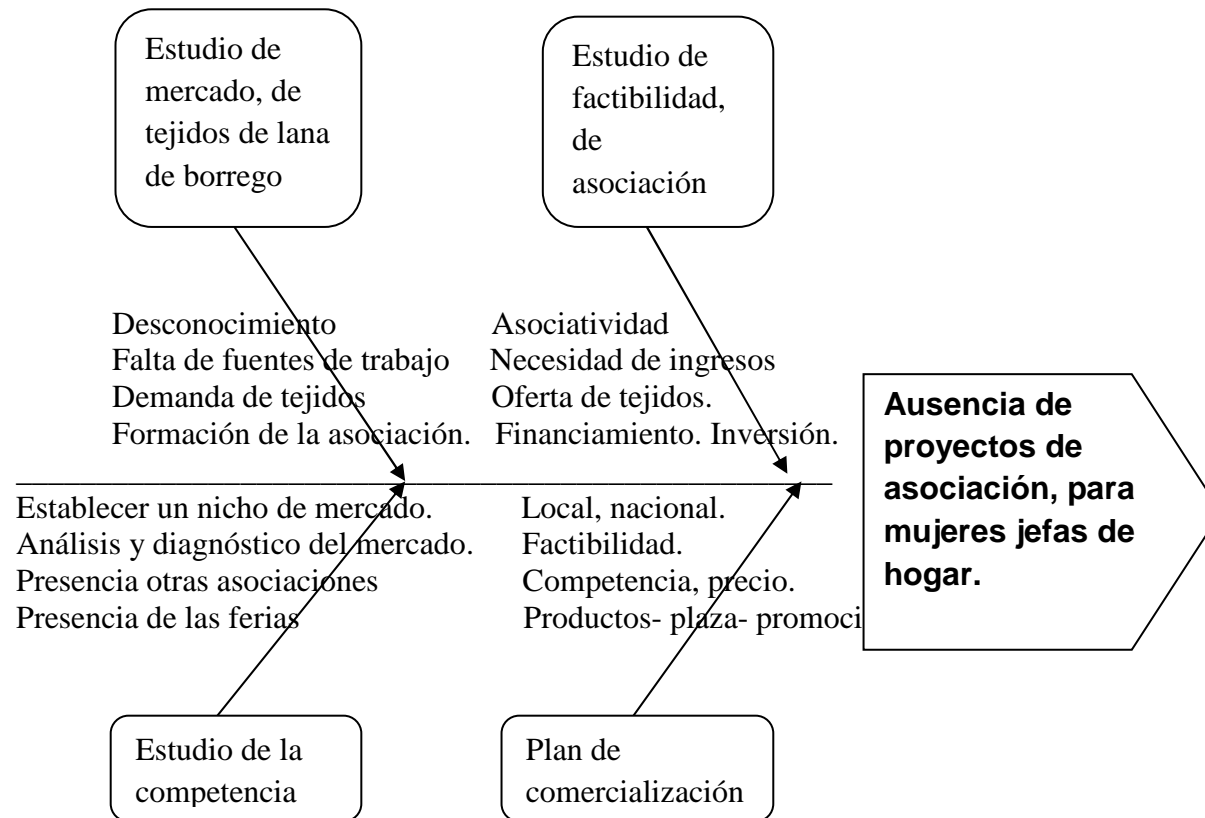 Estudio de
mercado, de
tejidos de lana
de borrego
Estudio de
factibilidad,
de
asociación
Desconocimiento
Falta de fuentes de trabajo
Demanda de tejidos
Formación de la asociación.
Asociatividad
Necesidad de ingresos
Oferta de tejidos.
Financiamiento. Inversión.
Ausencia de
proyectos de
asociación, para
mujeres jefas de
hogar.
Establecer un nicho de mercado.
Análisis y diagnóstico del mercado.
Presencia otras asociaciones
Presencia de las ferias
Local, nacional.
Factibilidad.
Competencia, precio.
Productos- plaza- promoci
Estudio de la
competencia
Plan de
comercialización